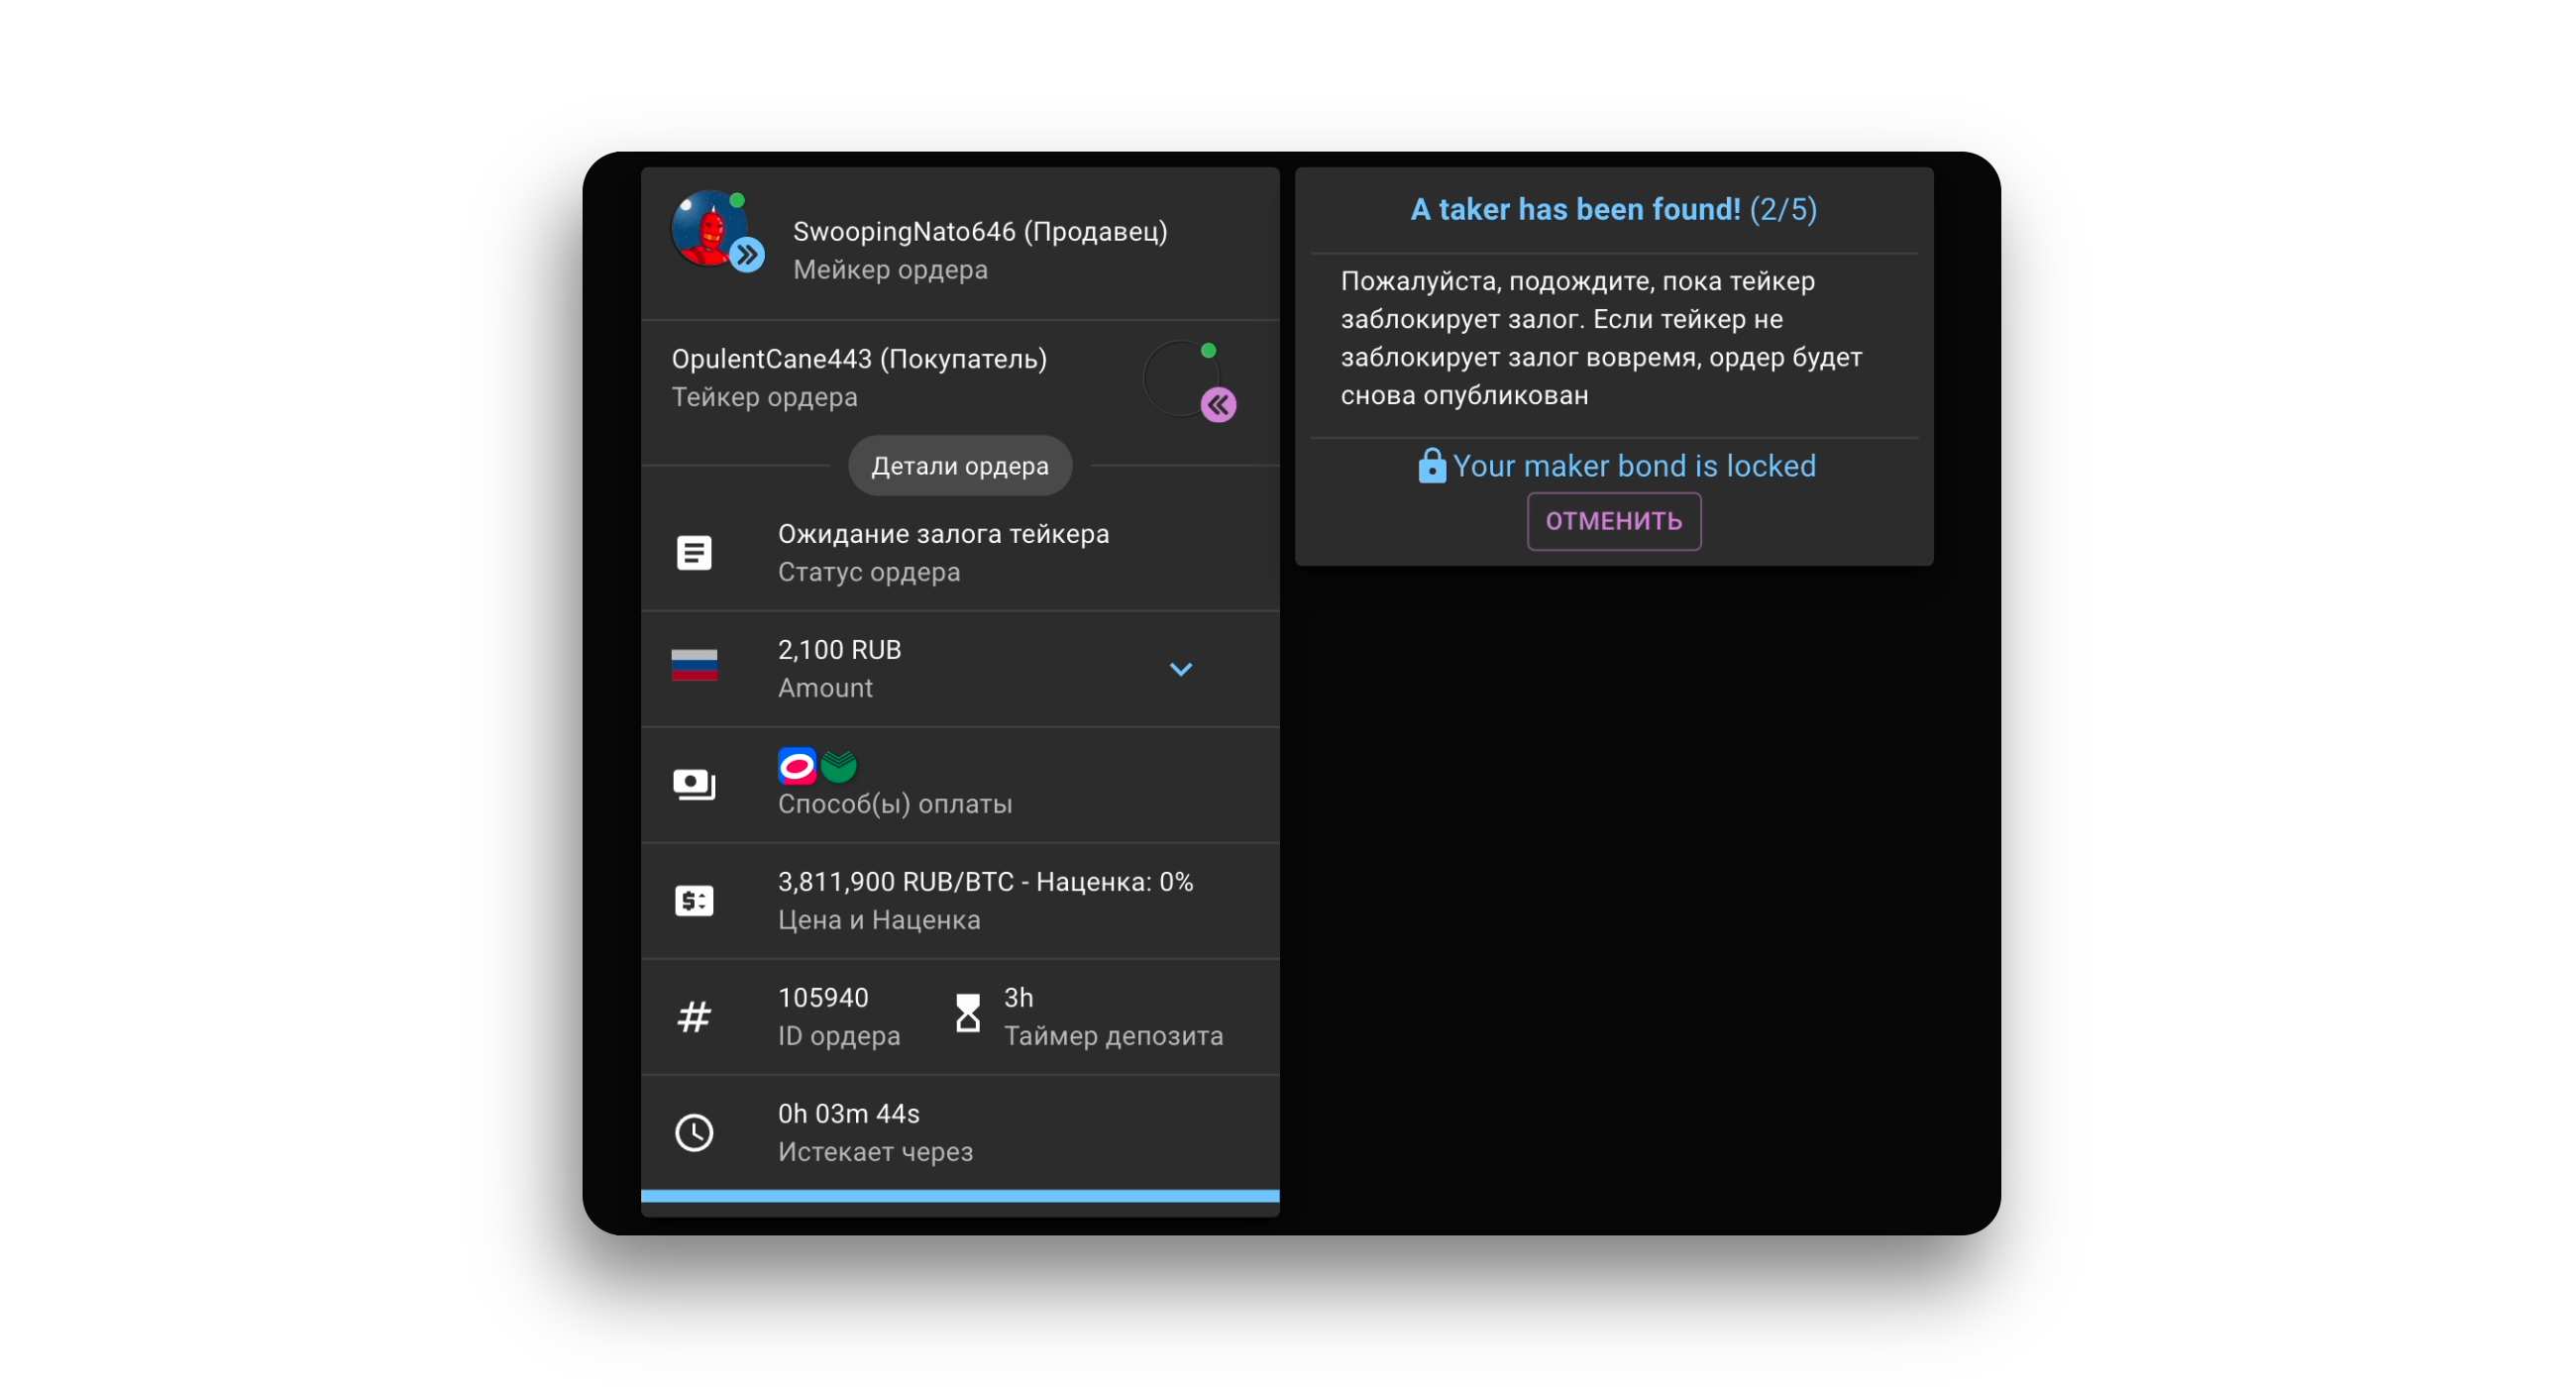 SwoopingNato646 (Продавец)
Мейкер ордера
OpulentCane443 (Покупатель)
Тейкер ордера
Детали ордера
Ожидание залога тейкера
Статус ордера
2,100 RUB
Amount
Способ(ы) оплаты
3,811,900 RUB/BTC - Наценка: 0%
Цена и Наценка
105940
ID ордера
3h
Таймер депозита
0h 03m 44s
Истекает через
A taker has been found! (2/5)
Пожалуйста, подождите, пока тейкер
заблокирует залог. Если тейкер не
заблокирует залог вовремя, ордер будет
снова опубликован
Your maker bond is locked
ОТМЕНИТЬ